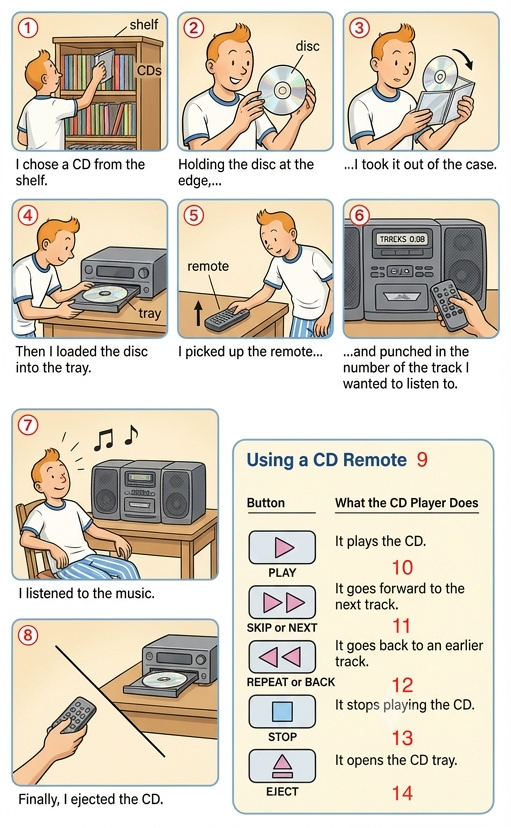 1
shelf
CDs
I chose a CD from the
shelf.
2
disc
Holding the disc at the
edge,...
3
...I took it out of the case.
4
tray
Then I loaded the disc
into the tray.
5
remote
I picked up the remote...
6
TRREKS 0:08
...and punched in the
number of the track I
wanted to listen to.
7
I listened to the music.
8
Finally, I ejected the CD.
Using a CD Remote 9
Button What the CD Player Does
It plays the CD.
PLAY
10
It goes forward to the
next track.
SKIP or NEXT
11
It goes back to an earlier
track.
REPEAT or BACK
12
It stops playing the CD.
STOP
13
It opens the CD tray.
EJECT
14